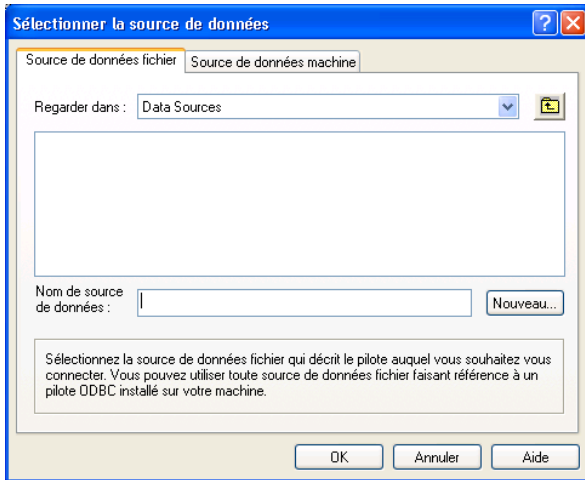 Sélectionner la source de données
Source de données fichier
Source de données machine
Regarder dans :
Data Sources
Nom de source
de données :
Nouveau...
Sélectionnez la source de données fichier qui décrit le pilote auquel vous souhaitez vous
connecter. Vous pouvez utiliser toute source de données fichier faisant référence à un
pilote ODBC installé sur votre machine.
OK
Annuler
Aide